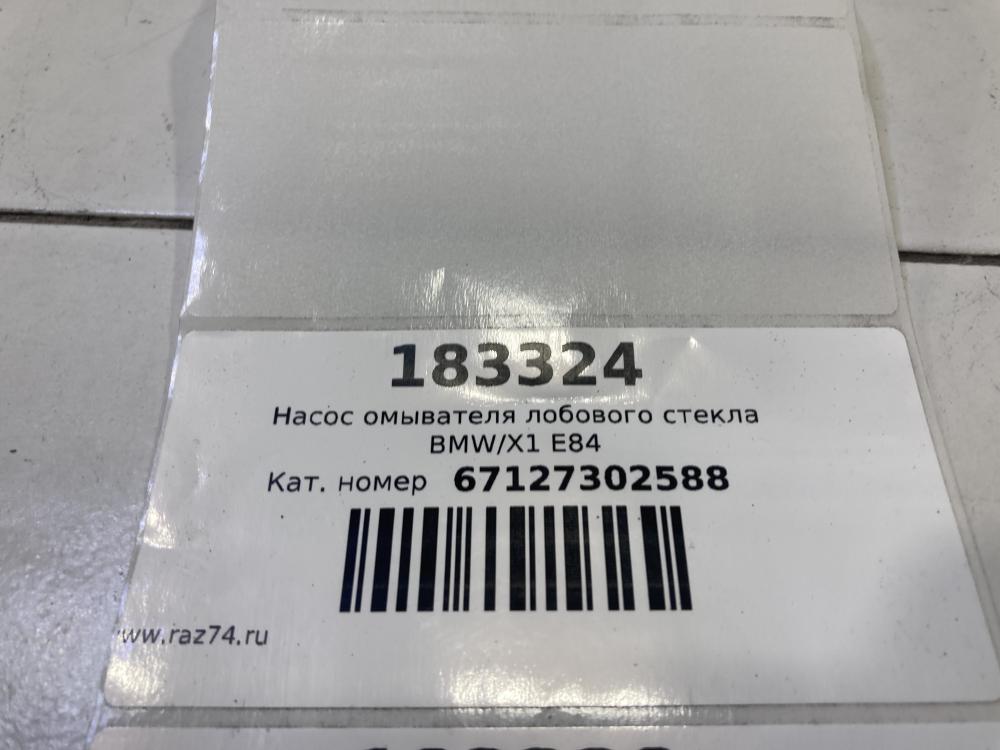 183324
Насос омывателя лобового стекла
BMW/X1 E84
Кат. номер 67127302588
www.raz74.ru